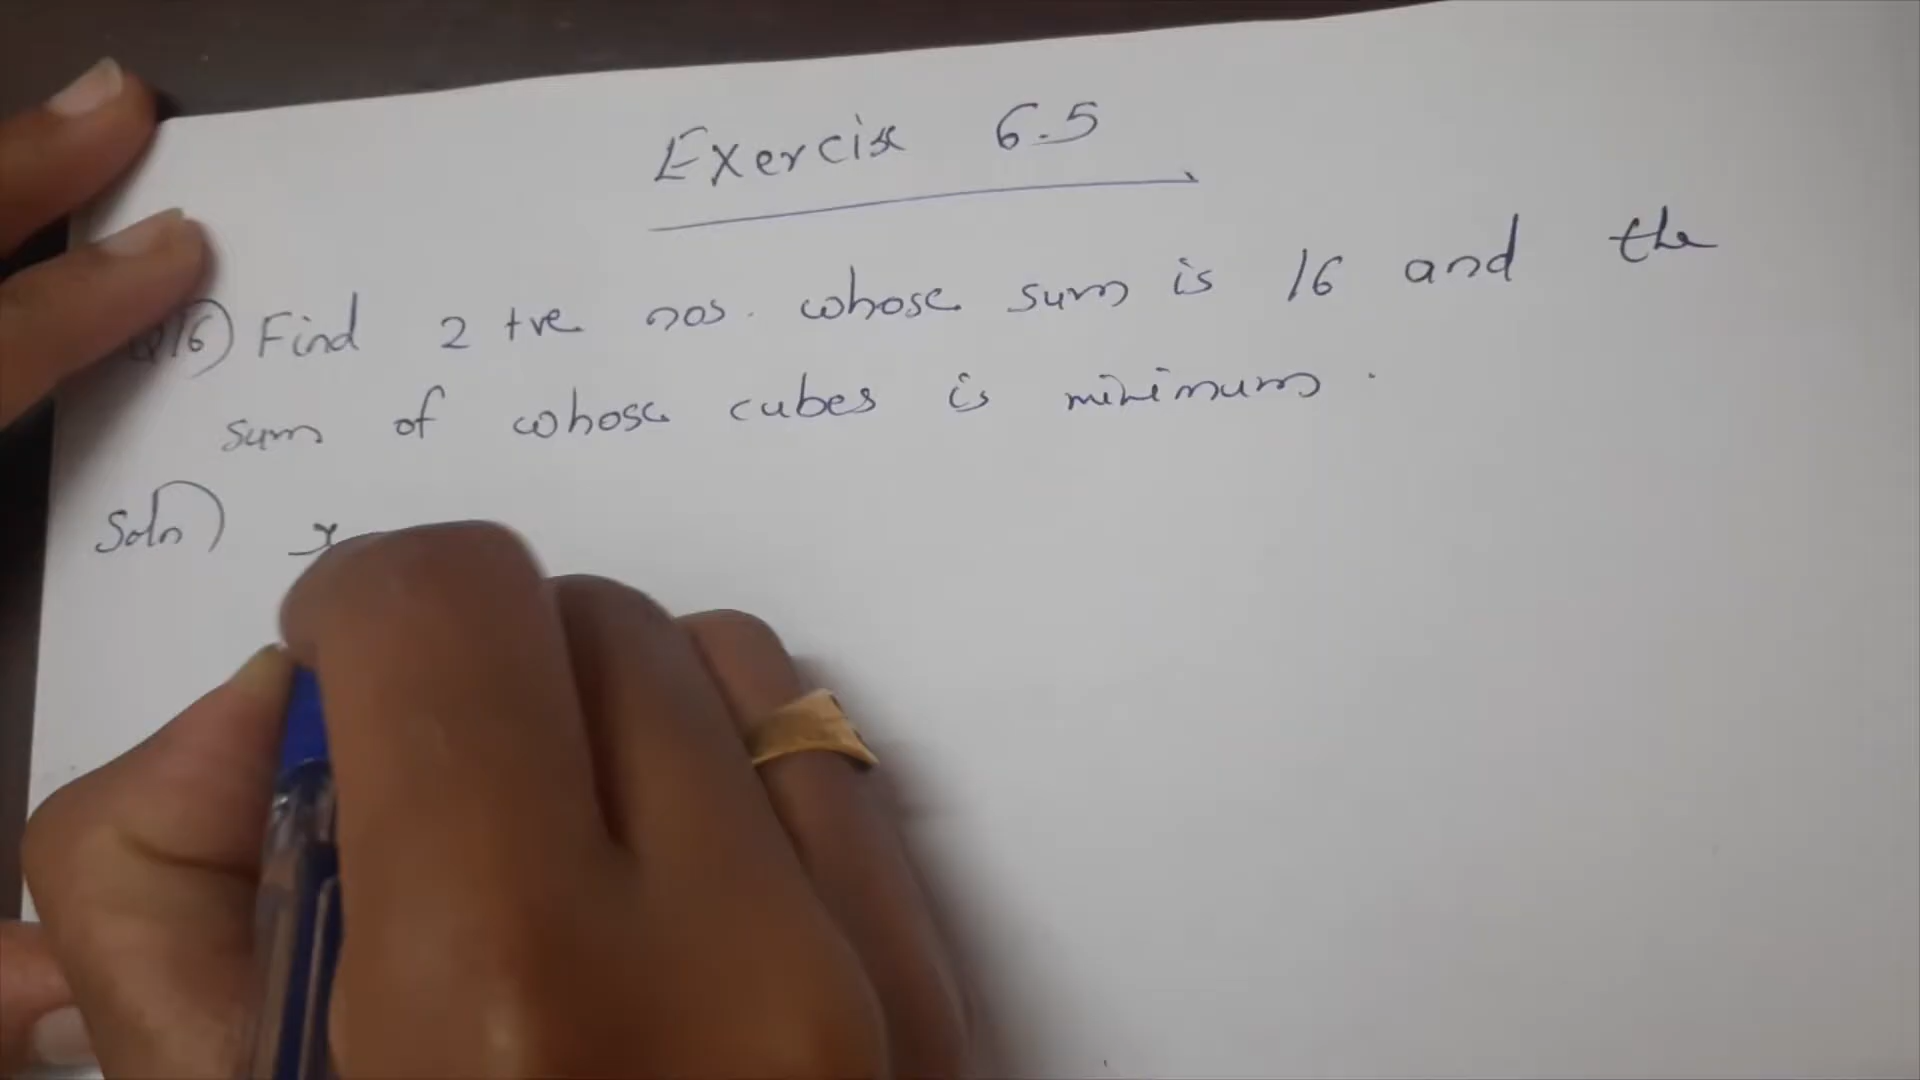 Exercise 6.5
Q16) Find 2 +ve nos. whose sum is 16 and the
sum of whose cubes is minimum.
Soln) x